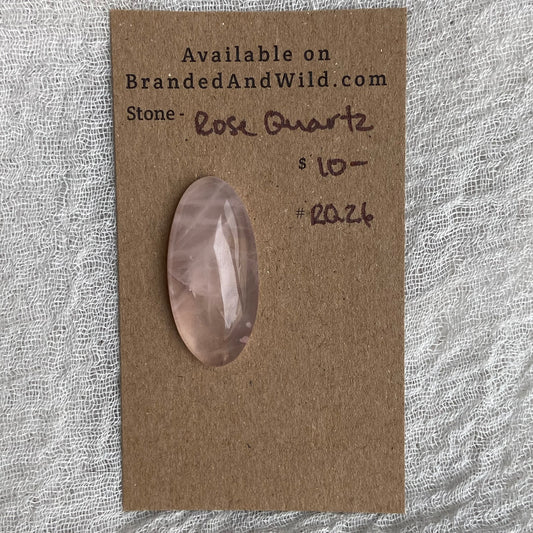 Available on
BrandedAndWild.com
Stone - Rose Quartz
$ 10-
# RQ26